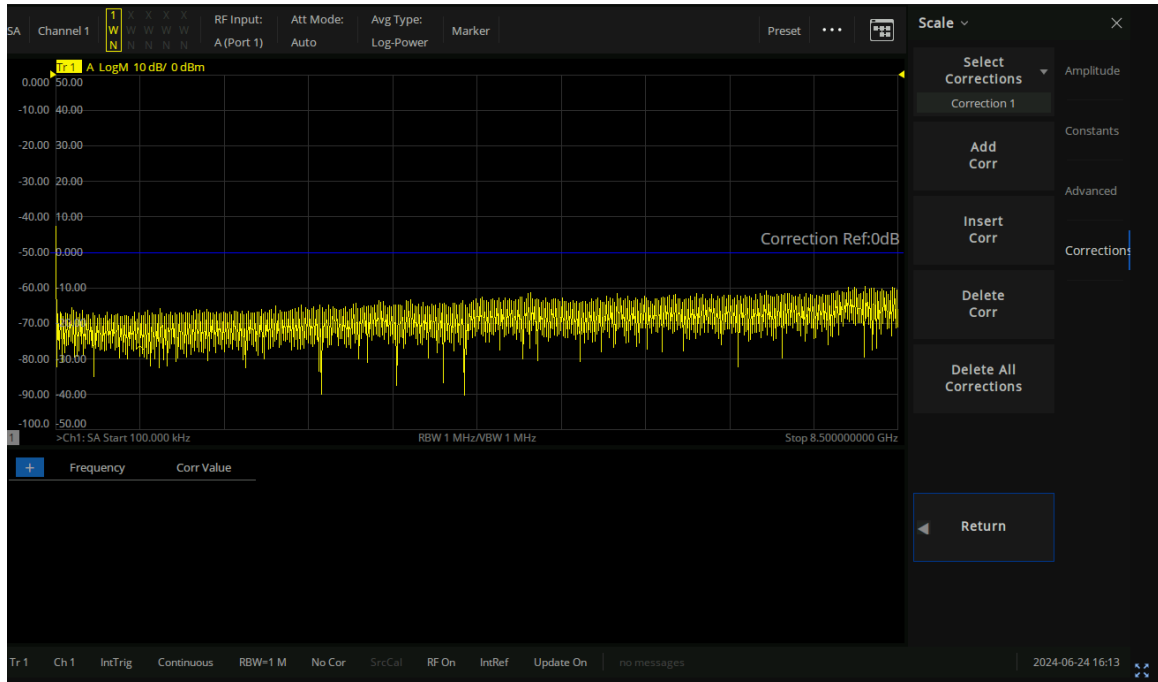 SA
Channel 1
1 X X X X
W W W W W
N N N N N
RF Input:
A (Port 1)
Att Mode:
Auto
Avg Type:
Log-Power
Marker
Preset
•••
Scale
Tr 1 A LogM 10 dB/ 0 dBm
0.000 50.00
-10.00 40.00
-20.00 30.00
-30.00 20.00
-40.00 10.00
-50.00 0.000
-60.00 -10.00
-70.00
-80.00 -30.00
-90.00 -40.00
-100.0 -50.00
Correction Ref:0dB
1
>Ch1: SA Start 100.000 kHz
RBW 1 MHz/VBW 1 MHz
Stop 8.500000000 GHz
+ Frequency Corr Value
Select
Corrections
Correction 1
Add
Corr
Insert
Corr
Delete
Corr
Delete All
Corrections
Return
Amplitude
Constants
Advanced
Corrections
Tr 1 Ch 1 IntTrig Continuous RBW=1 M No Cor SrcCal RF On IntRef Update On no messages 2024-06-24 16:13